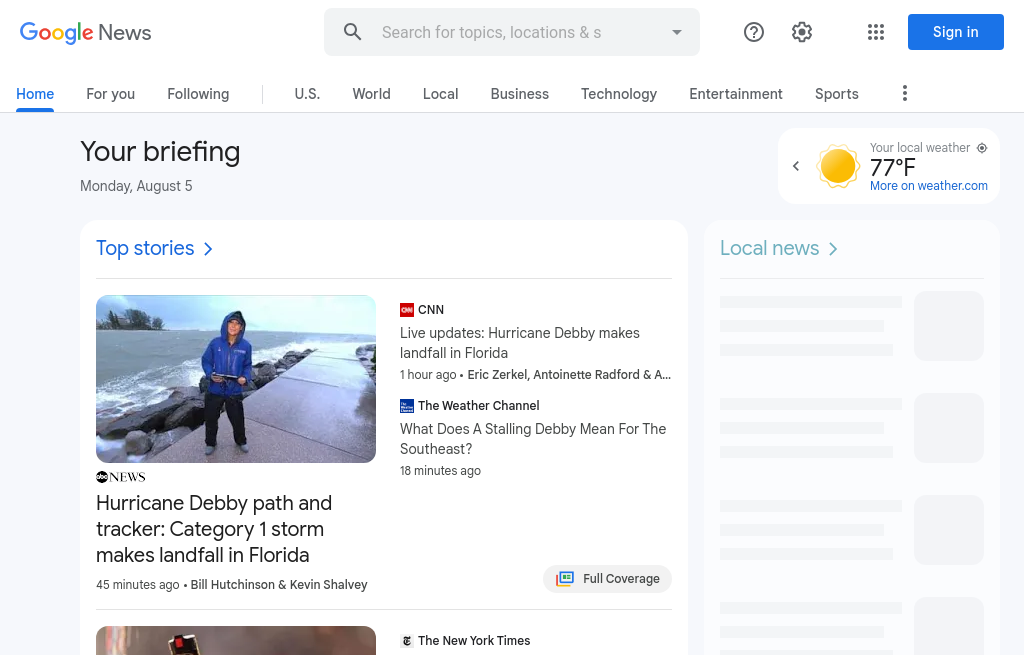 Google News
Search for topics, locations & s
Sign in
Home
For you
Following
U.S.
World
Local
Business
Technology
Entertainment
Sports
Your briefing
Monday, August 5
Your local weather
77°F
More on weather.com
Top stories
Local news
CNN
Live updates: Hurricane Debby makes
landfall in Florida
1 hour ago • Eric Zerkel, Antoinette Radford & A...
The Weather Channel
What Does A Stalling Debby Mean For The
Southeast?
18 minutes ago
abc NEWS
Hurricane Debby path and
tracker: Category 1 storm
makes landfall in Florida
45 minutes ago • Bill Hutchinson & Kevin Shalvey
Full Coverage
The New York Times